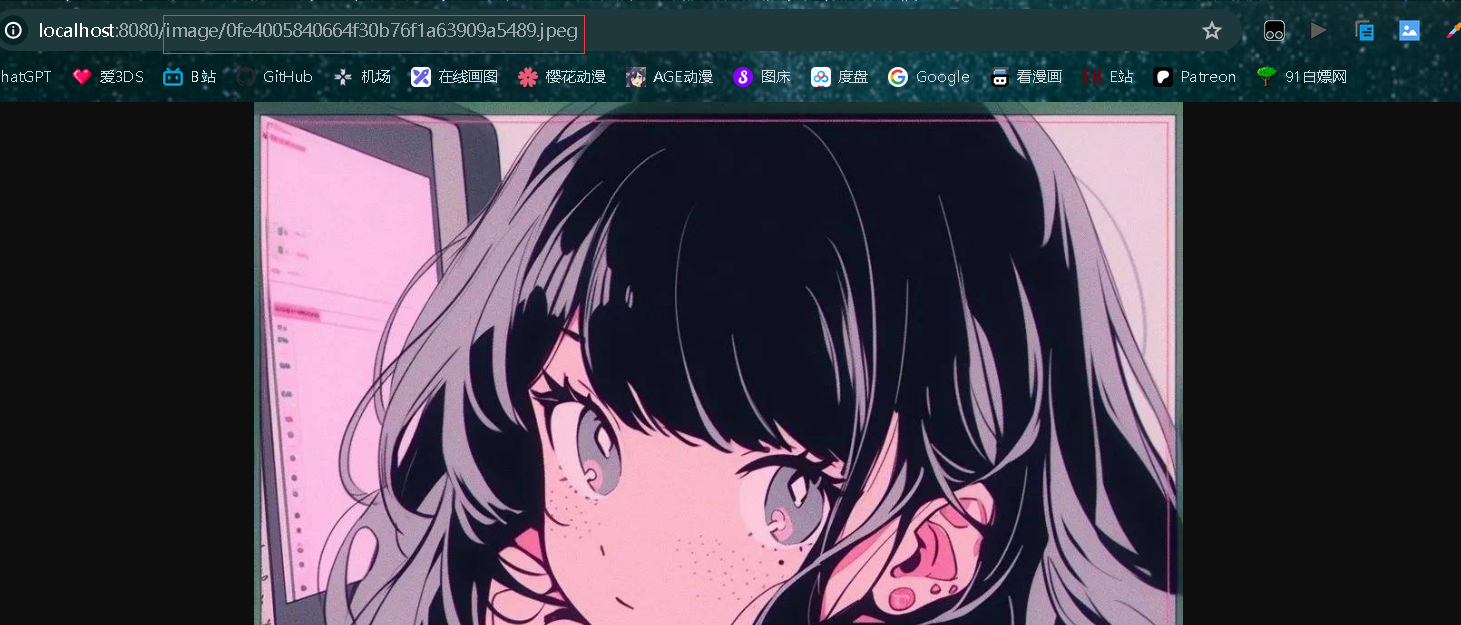 localhost:8080/image/0fe4005840664f30b76f1a63909a5489.jpeg
hatGPT 爱3DS B站 GitHub 机场 在线画图 樱花动漫 AGE动漫 图床 度盘 Google 看漫画 E站 Patreon 91白嫖网